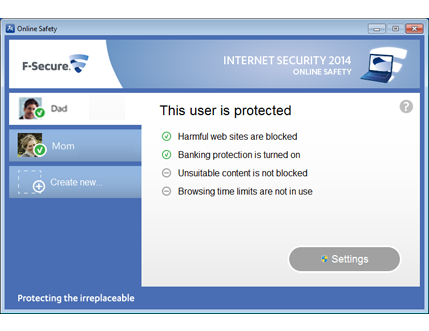 Online Safety
F-Secure.
INTERNET SECURITY 2014
ONLINE SAFETY
Dad
Mom
Create new...
This user is protected
?
Harmful web sites are blocked
Banking protection is turned on
Unsuitable content is not blocked
Browsing time limits are not in use
Settings
Protecting the irreplaceable